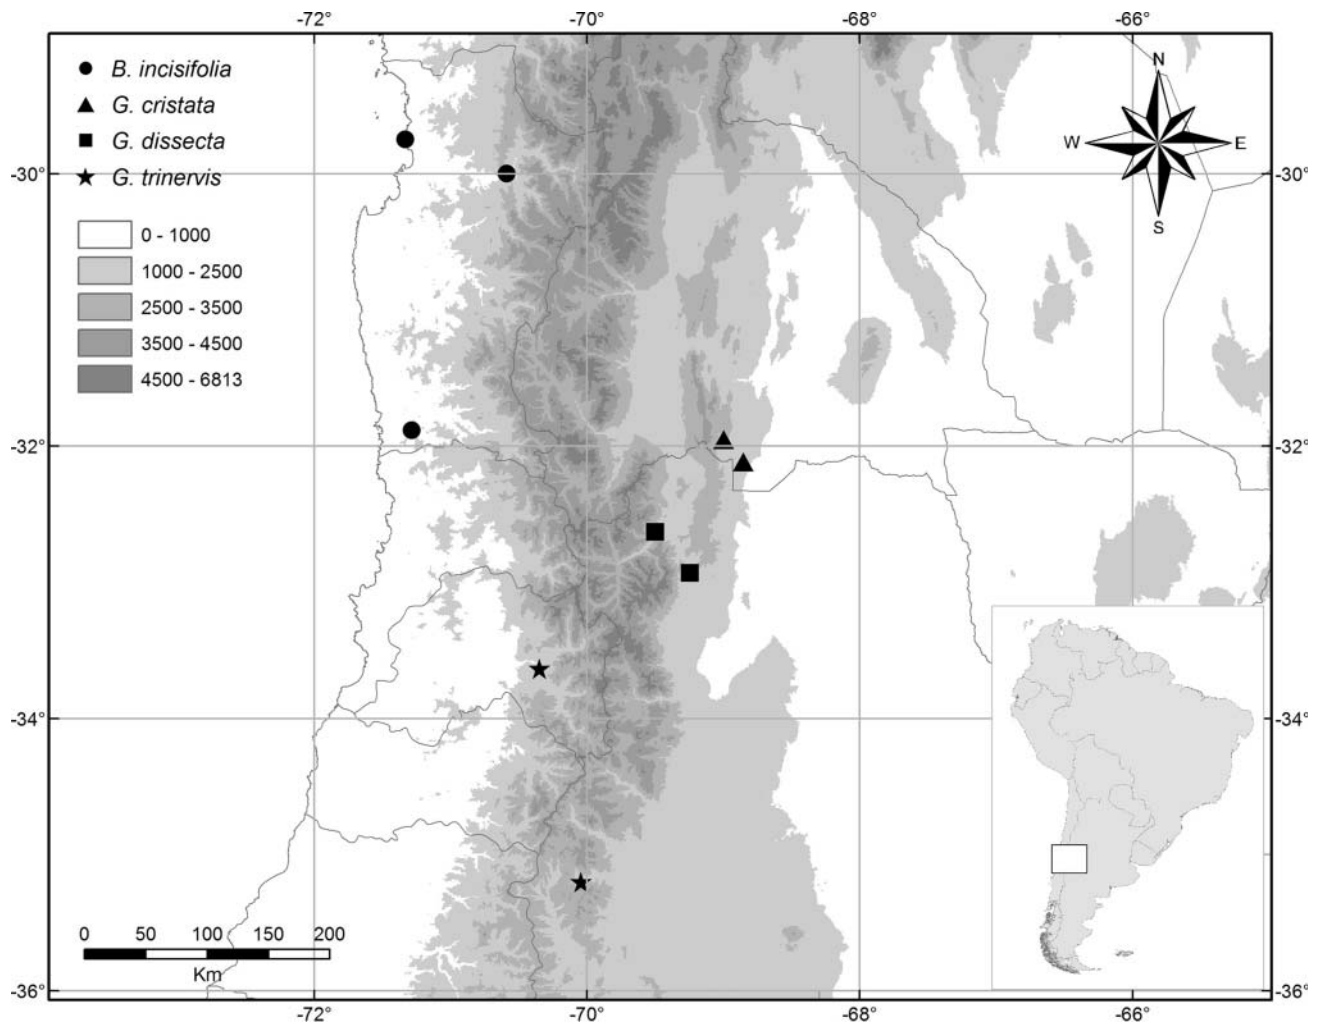 -72° -70° -68° -66°
B. incisifolia
G. cristata
G. dissecta
G. trinervis
0 - 1000
1000 - 2500
2500 - 3500
3500 - 4500
4500 - 6813
N
W E
S
-30° -30°
-32° -32°
-34° -34°
-36° -36°
0 50 100 150 200
Km
-72° -70° -68° -66°